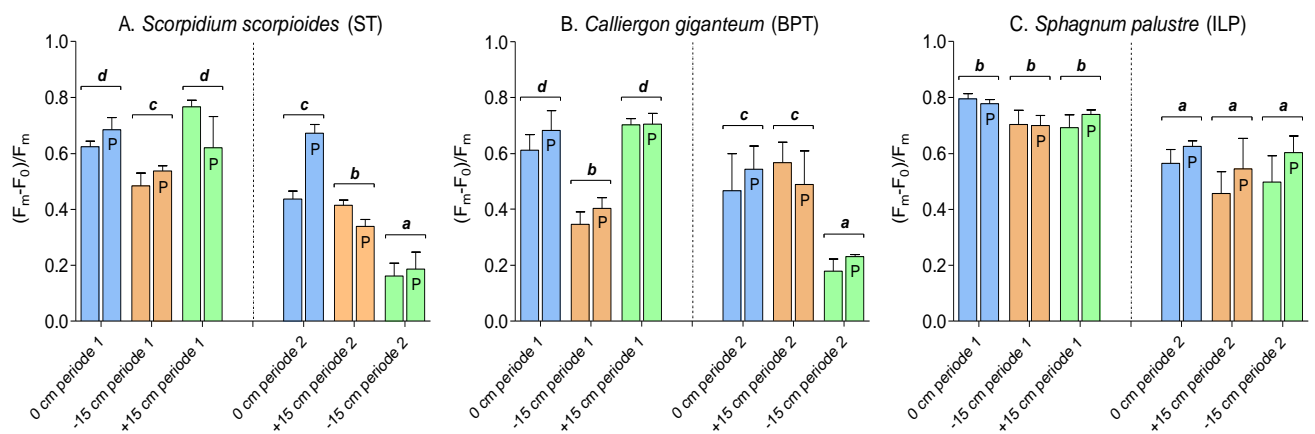 A. Scorpidium scorpioides (ST)
(Fm-F0)/Fm
1.0
0.8
0.6
0.4
0.2
0.0
d
c
d
c
b
a
P
P
P
P
P
P
0 cm periode 1
-15 cm periode 1
+15 cm periode 1
0 cm periode 2
+15 cm periode 2
-15 cm periode 2
B. Calliergon giganteum (BPT)
(Fm-F0)/Fm
1.0
0.8
0.6
0.4
0.2
0.0
d
b
d
c
c
a
P
P
P
P
P
P
0 cm periode 1
-15 cm periode 1
+15 cm periode 1
0 cm periode 2
+15 cm periode 2
-15 cm periode 2
C. Sphagnum palustre (ILP)
(Fm-F0)/Fm
1.0
0.8
0.6
0.4
0.2
0.0
b
b
b
a
a
a
P
P
P
P
P
P
0 cm periode 1
-15 cm periode 1
+15 cm periode 1
0 cm periode 2
+15 cm periode 2
-15 cm periode 2